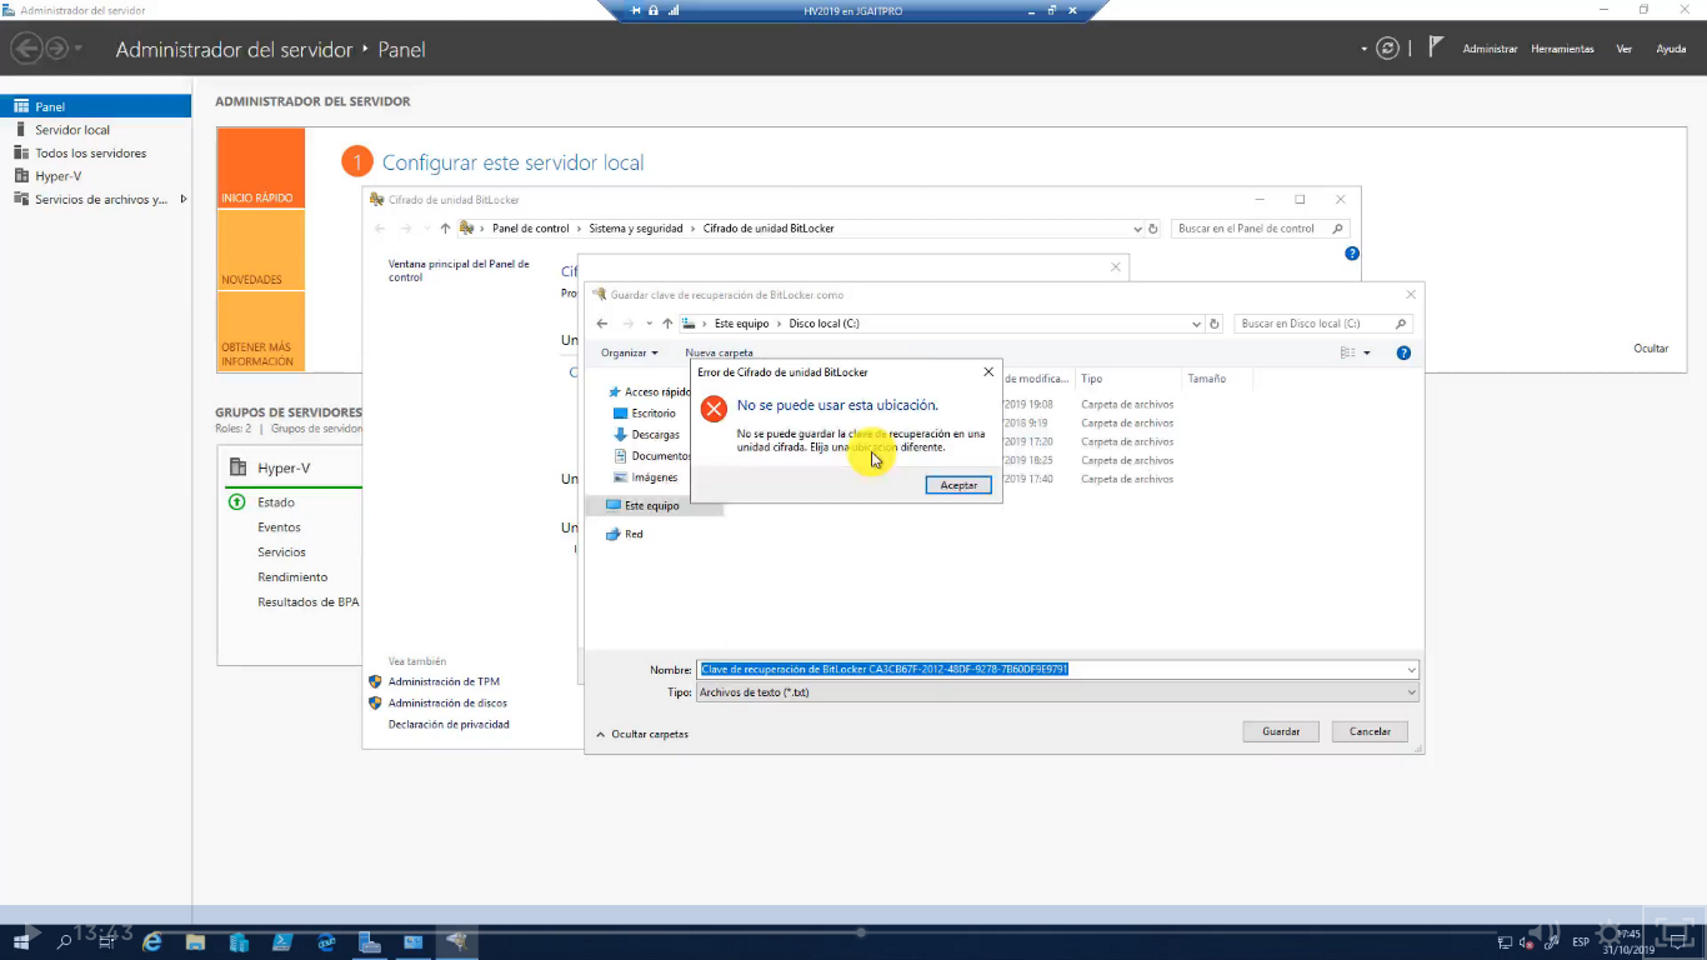 Administrador del servidor
HV2019 en JGAITPRO
Administrador del servidor ‣ Panel
Administrar Herramientas Ver Ayuda
Panel
Servidor local
Todos los servidores
Hyper-V
Servicios de archivos y...
ADMINISTRADOR DEL SERVIDOR
INICIO RÁPIDO
NOVEDADES
OBTENER MÁS
INFORMACIÓN
1 Configurar este servidor local
Ocultar
GRUPOS DE SERVIDORES
Roles: 2 | Grupos de servidor
Hyper-V
Estado
Eventos
Servicios
Rendimiento
Resultados de BPA
Cifrado de unidad BitLocker
Panel de control > Sistema y seguridad > Cifrado de unidad BitLocker
Buscar en el Panel de control
Ventana principal del Panel de
control
Cif
Pro
Un
C
Un
Un
Vea también
Administración de TPM
Administración de discos
Declaración de privacidad
Guardar clave de recuperación de BitLocker como
Este equipo > Disco local (C:)
Buscar en Disco local (C:)
Organizar Nueva carpeta
de modifica... Tipo Tamaño
Acceso rápido
Escritorio
Descargas
Documentos
Imágenes
Este equipo
Red
/2019 19:08 Carpeta de archivos
/2018 9:19 Carpeta de archivos
/2019 17:20 Carpeta de archivos
/2019 18:25 Carpeta de archivos
/2019 17:40 Carpeta de archivos
Error de Cifrado de unidad BitLocker
No se puede usar esta ubicación.
No se puede guardar la clave de recuperación en una
unidad cifrada. Elija una ubicación diferente.
Aceptar
Nombre: Clave de recuperación de BitLocker CA3CB67F-2012-48DF-9278-7B60DF9E9791
Tipo: Archivos de texto (*.txt)
Ocultar carpetas
Guardar Cancelar
13:43
ESP
17:45
31/10/2019